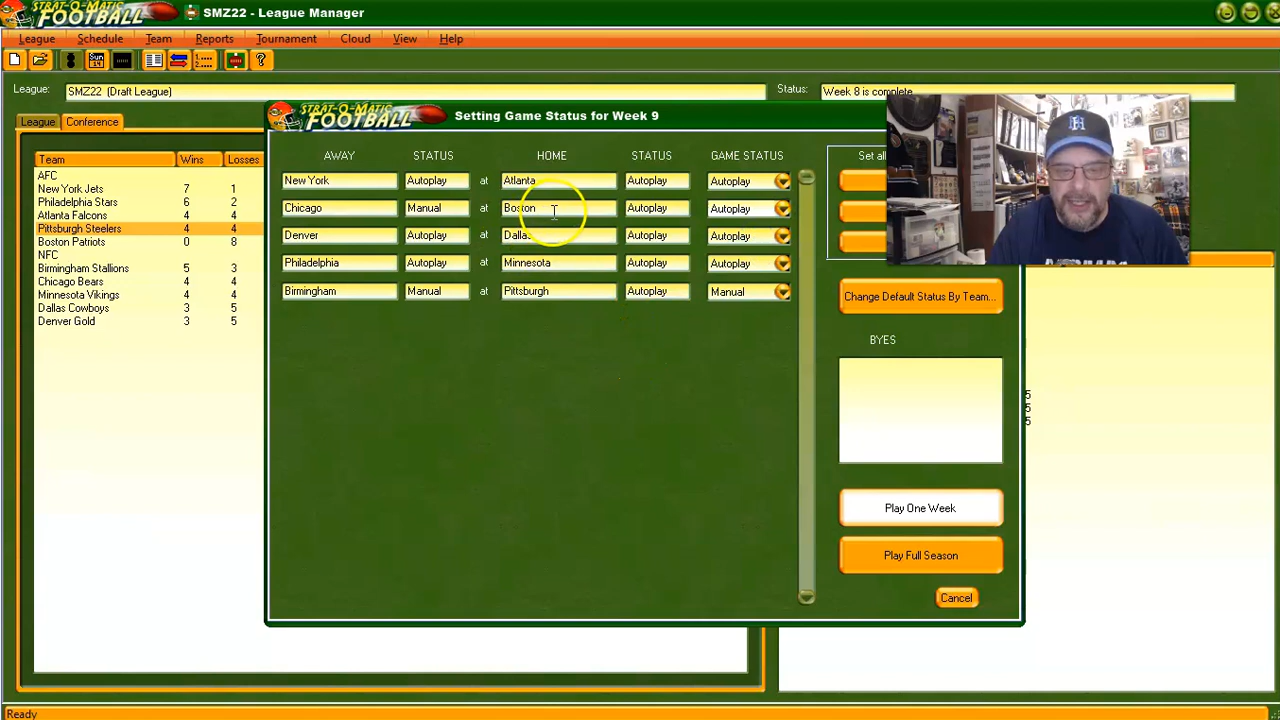 STRAT-O-MATIC
FOOTBALL
SMZ22 - League Manager
League Schedule Team Reports Tournament Cloud View Help
League: SMZ22 (Draft League) Status: Week 8 is complete
League Conference
Team Wins Losses
AFC
New York Jets 7 1
Philadelphia Stars 6 2
Atlanta Falcons 4 4
Pittsburgh Steelers 4 4
Boston Patriots 0 8
NFC
Birmingham Stallions 5 3
Chicago Bears 4 4
Minnesota Vikings 4 4
Dallas Cowboys 3 5
Denver Gold 3 5
STRAT-O-MATIC
FOOTBALL
Setting Game Status for Week 9
AWAY STATUS HOME STATUS GAME STATUS
New York Autoplay at Atlanta Autoplay Autoplay
Chicago Manual at Boston Autoplay Autoplay
Denver Autoplay at Dallas Autoplay Autoplay
Philadelphia Autoplay at Minnesota Autoplay Autoplay
Birmingham Manual at Pittsburgh Autoplay Manual
Set all
Change Default Status By Team...
BYES
5
5
5
Play One Week
Play Full Season
Cancel
Ready